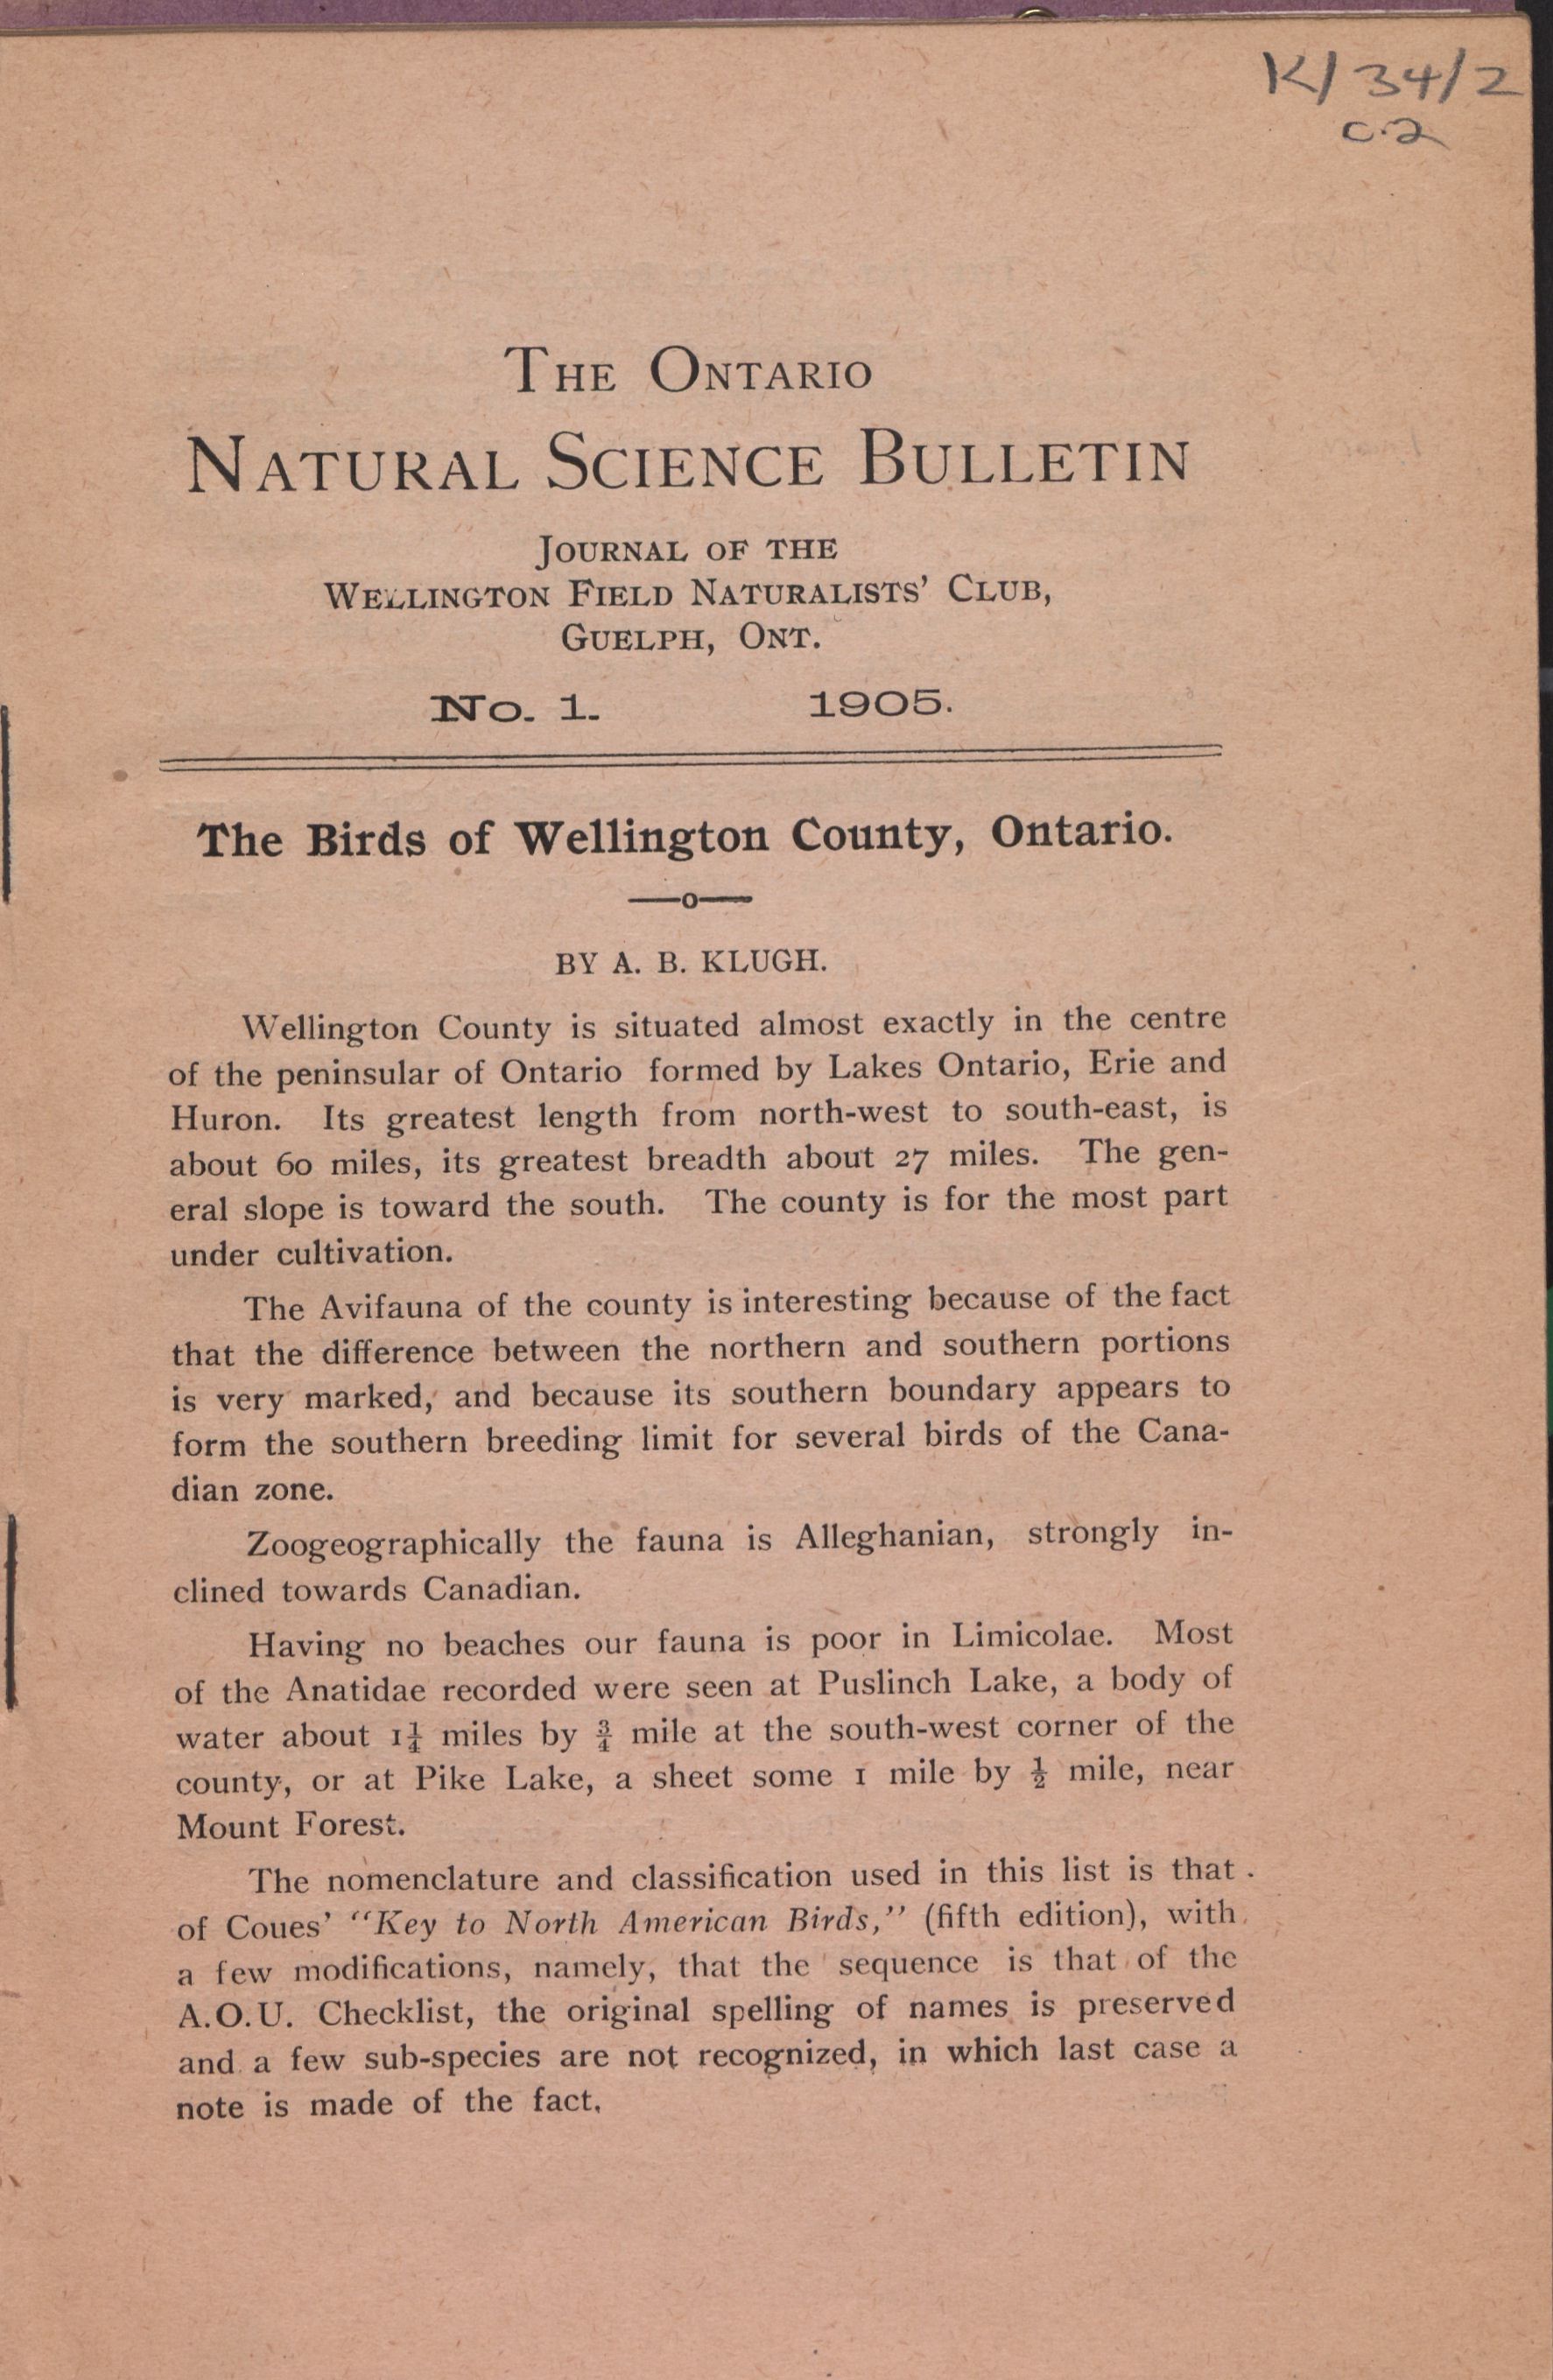 K/34/2
c.2
THE ONTARIO
NATURAL SCIENCE BULLETIN
JOURNAL OF THE
WELLINGTON FIELD NATURALISTS' CLUB,
GUELPH, ONT.
No. 1. 1905.
The Birds of Wellington County, Ontario.
—o—
BY A. B. KLUGH.
Wellington County is situated almost exactly in the centre
of the peninsular of Ontario formed by Lakes Ontario, Erie and
Huron. Its greatest length from north-west to south-east, is
about 60 miles, its greatest breadth about 27 miles. The gen-
eral slope is toward the south. The county is for the most part
under cultivation.
The Avifauna of the county is interesting because of the fact
that the difference between the northern and southern portions
is very marked, and because its southern boundary appears to
form the southern breeding limit for several birds of the Cana-
dian zone.
Zoogeographically the fauna is Alleghanian, strongly in-
clined towards Canadian.
Having no beaches our fauna is poor in Limicolae. Most
of the Anatidae recorded were seen at Puslinch Lake, a body of
water about 1¼ miles by ¾ mile at the south-west corner of the
county, or at Pike Lake, a sheet some 1 mile by ½ mile, near
Mount Forest.
The nomenclature and classification used in this list is that
of Coues' "Key to North American Birds," (fifth edition), with
a few modifications, namely, that the sequence is that of the
A.O.U. Checklist, the original spelling of names is preserved
and a few sub-species are not recognized, in which last case a
note is made of the fact.